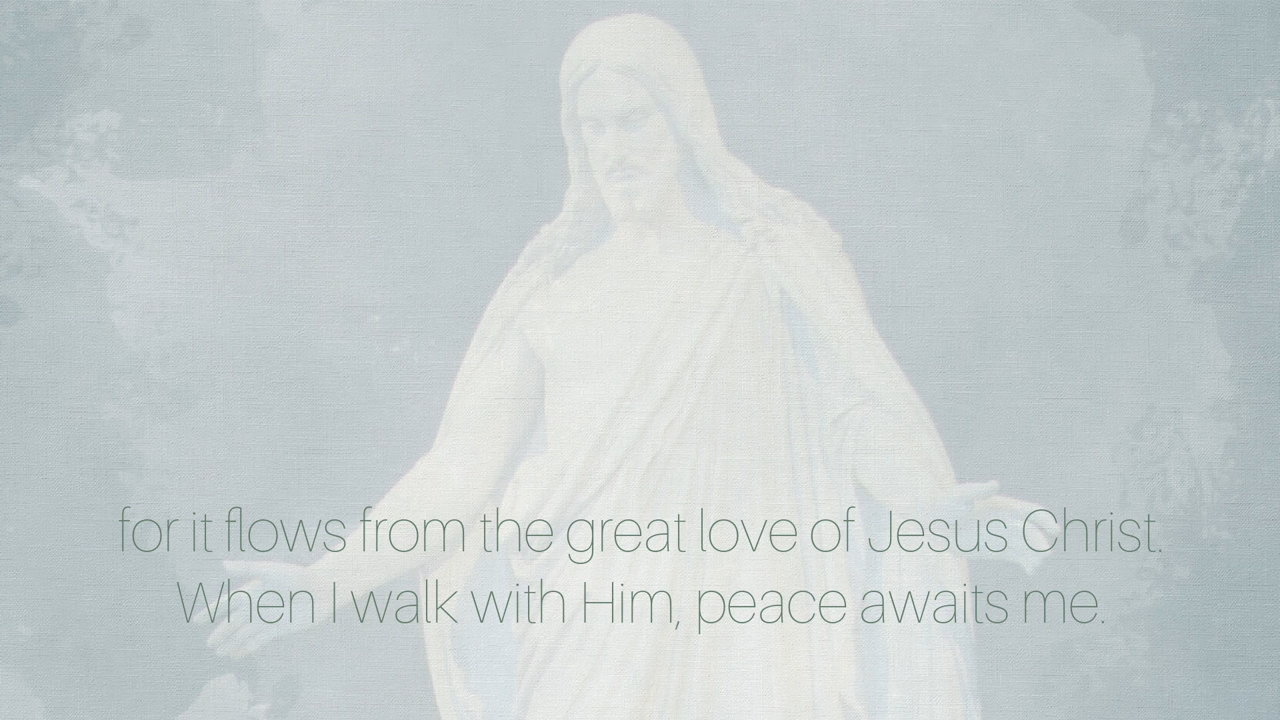 for it flows from the great love of Jesus Christ.
When I walk with Him, peace awaits me.